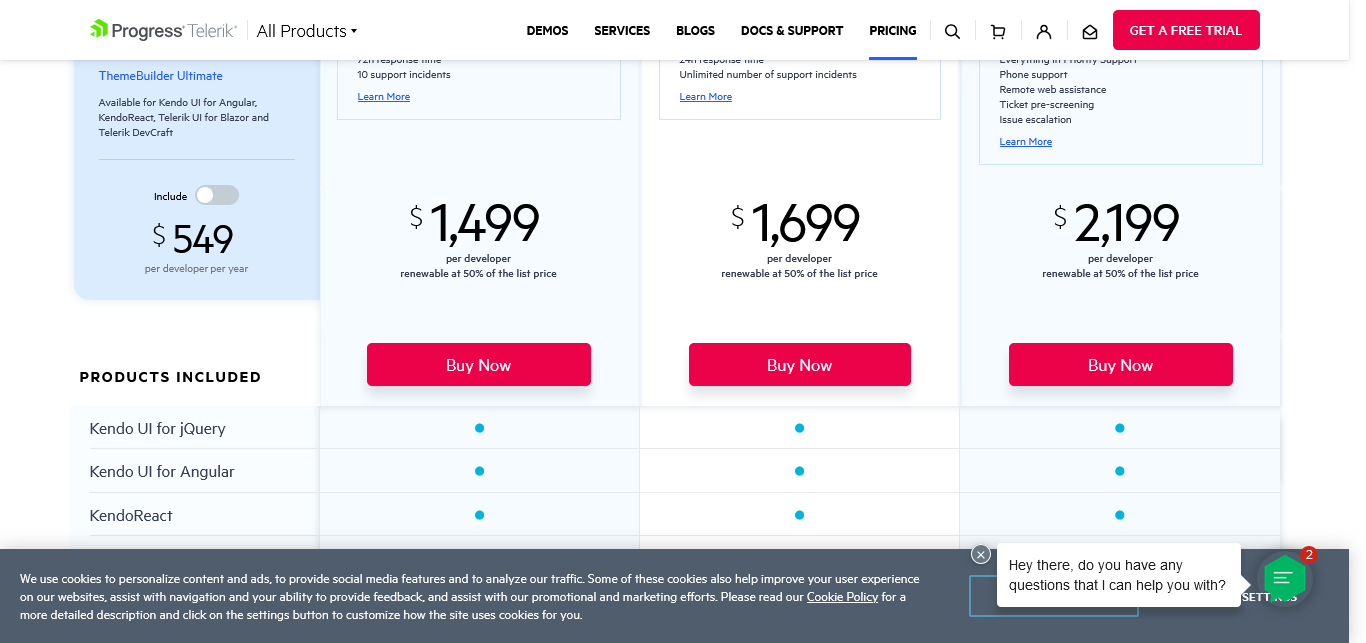 Progress Telerik
All Products
DEMOS
SERVICES
BLOGS
DOCS & SUPPORT
PRICING
GET A FREE TRIAL
ThemeBuilder Ultimate
Available for Kendo UI for Angular,
KendoReact, Telerik UI for Blazor and
Telerik DevCraft
Include
$ 549
per developer per year
72h response time
10 support incidents
Learn More
$ 1,499
per developer
renewable at 50% of the list price
Buy Now
24h response time
Unlimited number of support incidents
Learn More
$ 1,699
per developer
renewable at 50% of the list price
Buy Now
Everything in Priority Support
Phone support
Remote web assistance
Ticket pre-screening
Issue escalation
Learn More
$ 2,199
per developer
renewable at 50% of the list price
Buy Now
PRODUCTS INCLUDED
Kendo UI for jQuery
Kendo UI for Angular
KendoReact
We use cookies to personalize content and ads, to provide social media features and to analyze our traffic. Some of these cookies also help improve your user experience
on our websites, assist with navigation and your ability to provide feedback, and assist with our promotional and marketing efforts. Please read our Cookie Policy for a
more detailed description and click on the settings button to customize how the site uses cookies for you.
Hey there, do you have any
questions that I can help you with?
2
SETTINGS